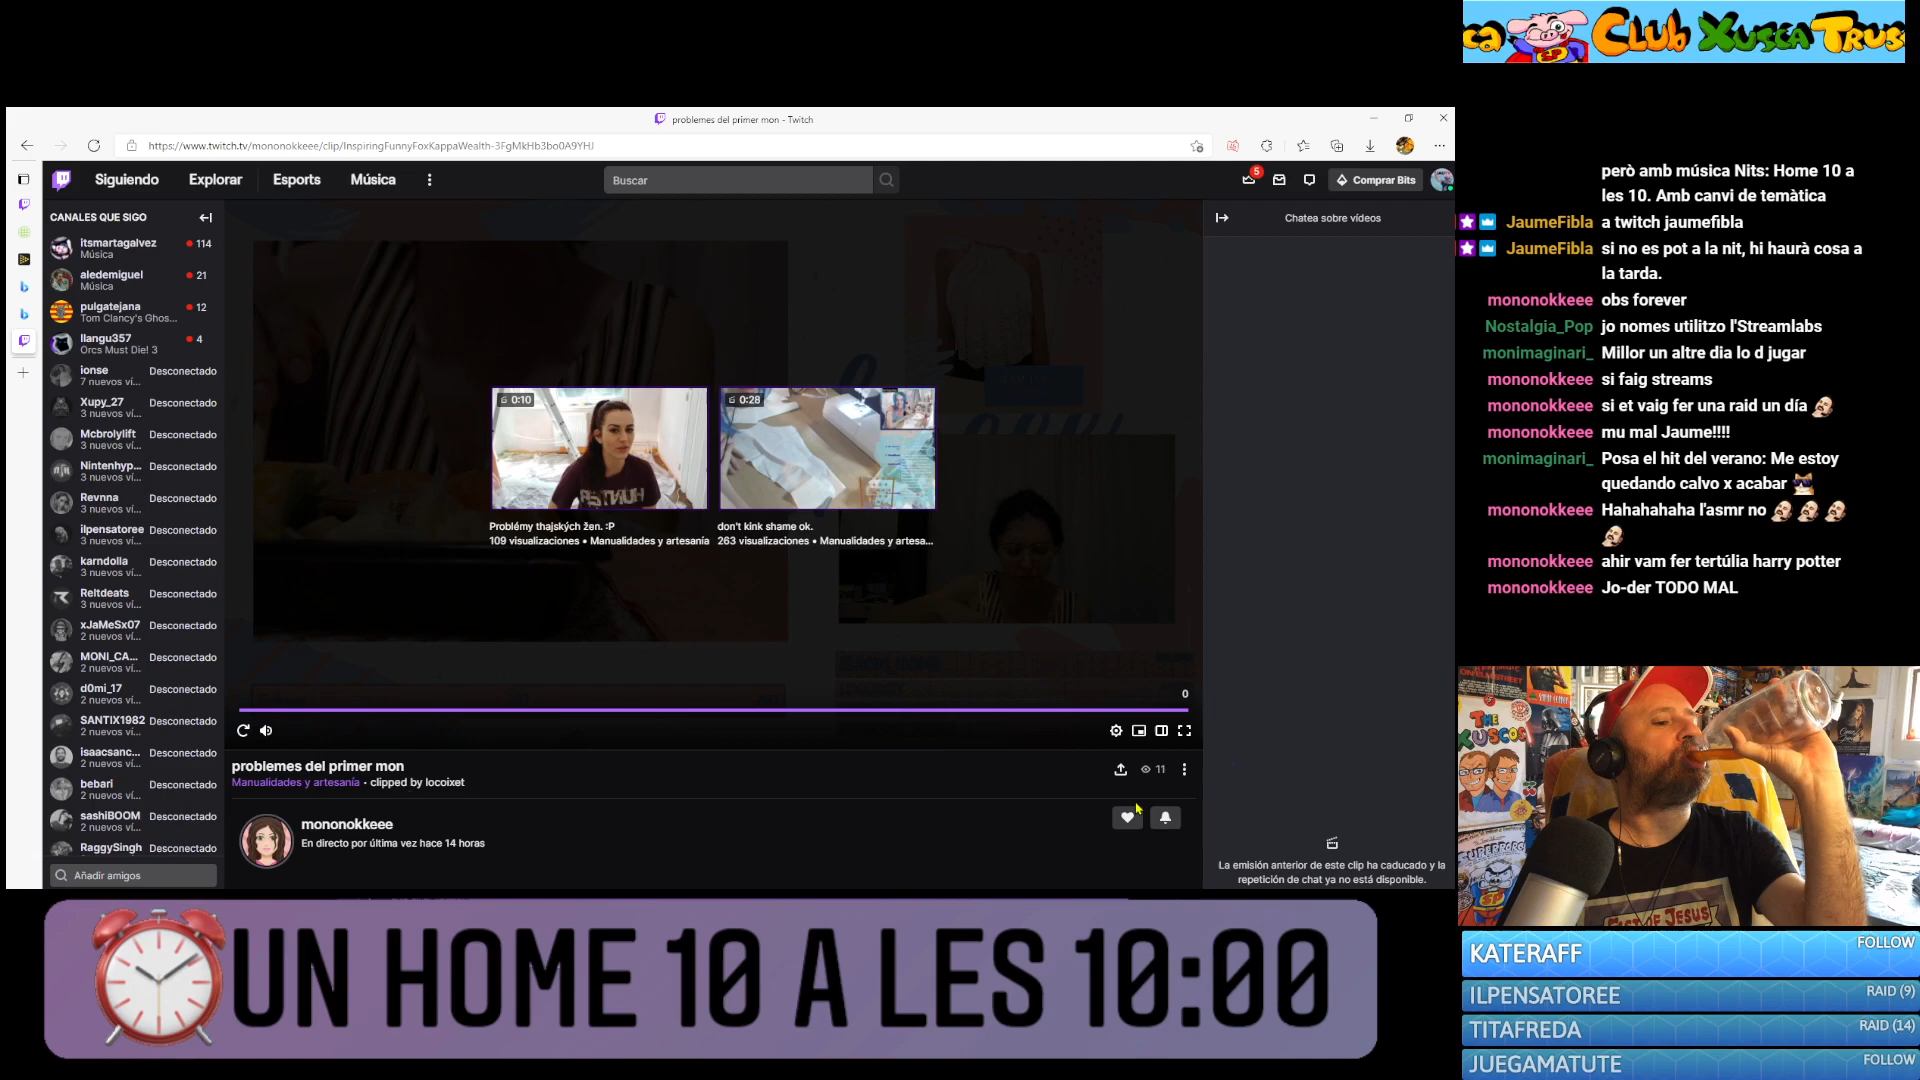 ca CLUB XUSCA TRUS
problemes del primer mon - Twitch
https://www.twitch.tv/mononokkeee/clip/InspiringFunnyFoxKappaWealth-3FgMkHb3bo0A9YHJ
Siguiendo
Explorar
Esports
Música
Buscar
5
Comprar Bits
CANALES QUE SIGO
itsmartagalvez
114
Música
aledemiguel
21
Música
pulgatejana
12
Tom Clancy's Ghos...
llangu357
4
Orcs Must Die! 3
ionse
Desconectado
7 nuevos ví...
Xupy_27
Desconectado
3 nuevos ví...
Mcbrolylift
Desconectado
3 nuevos ví...
Nintenhyp...
Desconectado
3 nuevos ví...
Revnna
Desconectado
3 nuevos ví...
ilpensatoree
Desconectado
3 nuevos ví...
karndolla
Desconectado
3 nuevos ví...
Reltdeats
Desconectado
3 nuevos ví...
xJaMeSx07
Desconectado
2 nuevos ví...
MONI_CA...
Desconectado
2 nuevos ví...
d0mi_17
Desconectado
2 nuevos ví...
SANTIX1982
Desconectado
2 nuevos ví...
isaacsanc...
Desconectado
2 nuevos ví...
bebari
Desconectado
2 nuevos ví...
sashiBOOM
Desconectado
2 nuevos ví...
RaggySingh
Desconectado
Añadir amigos
0:10
Problémy thajských žen. :P
109 visualizaciones • Manualidades y artesanía
0:28
don't kink shame ok.
263 visualizaciones • Manualidades y artesa...
0
problemes del primer mon
Manualidades y artesanía • clipped by locoixet
11
mononokkeee
En directo por última vez hace 14 horas
Chatea sobre vídeos
La emisión anterior de este clip ha caducado y la
repetición de chat ya no está disponible.
però amb música Nits: Home 10 a
les 10. Amb canvi de temàtica
JaumeFibla a twitch jaumefibla
JaumeFibla si no es pot a la nit, hi haurà cosa a
la tarda.
mononokkeee obs forever
Nostalgia_Pop jo nomes utilitzo l'Streamlabs
monimaginari_ Millor un altre dia lo d jugar
mononokkeee si faig streams
mononokkeee si et vaig fer una raid un día
mononokkeee mu mal Jaume!!!!
monimaginari_ Posa el hit del verano: Me estoy
quedando calvo x acabar
mononokkeee Hahahahaha l'asmr no
mononokkeee ahir vam fer tertúlia harry potter
mononokkeee Jo-der TODO MAL
THE
XUSCOS
UN HOME 10 A LES 10:00
KATERAFF
FOLLOW
ILPENSATOREE
RAID (9)
TITAFREDA
RAID (14)
JUEGAMATUTE
FOLLOW